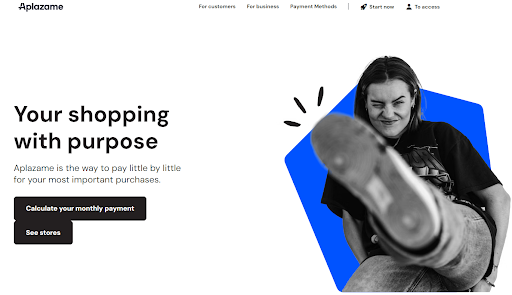 Aplazame
For customers For business Payment Methods Start now To access
Your shopping
with purpose
Aplazame is the way to pay little by little
for your most important purchases.
Calculate your monthly payment
See stores